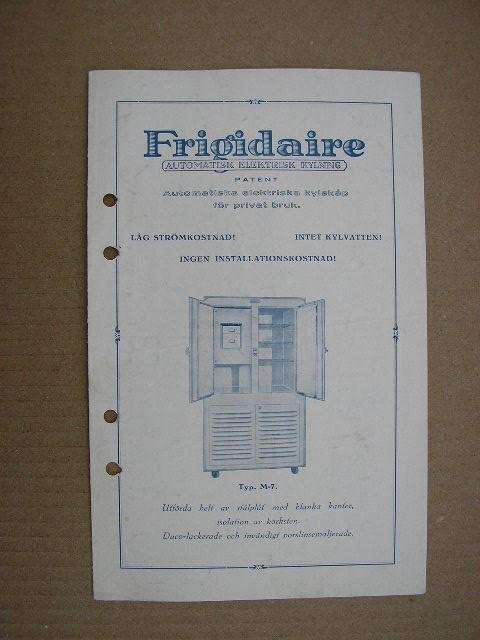 Frigidaire
AUTOMATISK ELEKTRISK KYLNING
PATENT
Automatiska elektriska kylskåp
för privat bruk.
LÅG STRÖMKOSTNAD! INTET KYLVATTEN!
INGEN INSTALLATIONSKOSTNAD!
Typ. M-7.
Utförda helt av stålplåt med blanka kanter,
isolation av korksten.
Duco-lackerade och invändigt porslinsemaljerade.